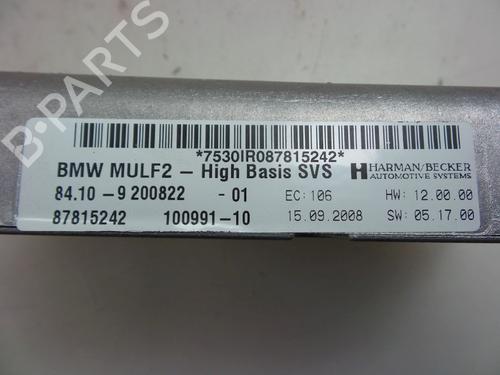 B-PARTS
*7530IR087815242*
BMW MULF2 – High Basis SVS HARMAN/BECKER
AUTOMOTIVE SYSTEMS
84.10 –9 200822 - 01 EC: 106 HW: 12.00.00
87815242 100991–10 15.09.2008 SW: 05.17.00